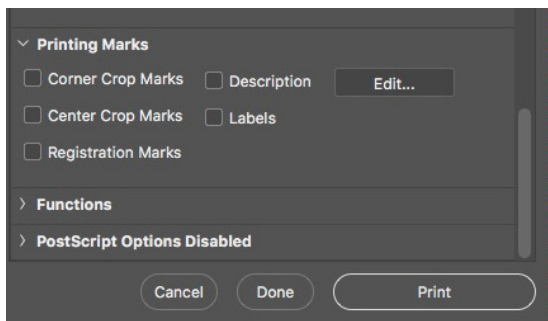 Printing Marks
Corner Crop Marks Description Edit...
Center Crop Marks Labels
Registration Marks
Functions
PostScript Options Disabled
Cancel Done Print